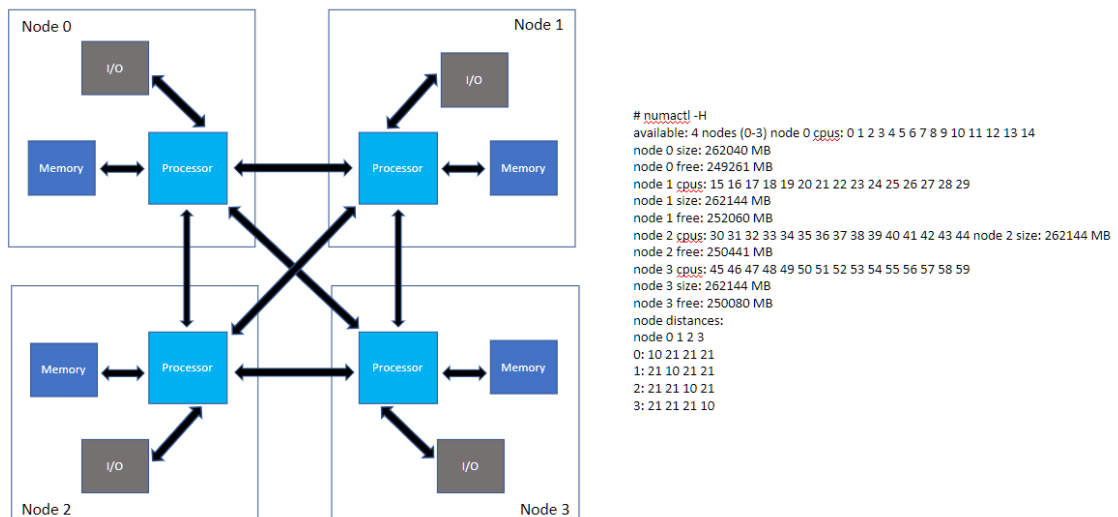 Node 0
Node 1
I/O
I/O
Memory
Processor
Processor
Memory
Memory
Processor
Processor
Memory
I/O
I/O
Node 2
Node 3
# numactl -H
available: 4 nodes (0-3) node 0 cpus: 0 1 2 3 4 5 6 7 8 9 10 11 12 13 14
node 0 size: 262040 MB
node 0 free: 249261 MB
node 1 cpus: 15 16 17 18 19 20 21 22 23 24 25 26 27 28 29
node 1 size: 262144 MB
node 1 free: 252060 MB
node 2 cpus: 30 31 32 33 34 35 36 37 38 39 40 41 42 43 44 node 2 size: 262144 MB
node 2 free: 250441 MB
node 3 cpus: 45 46 47 48 49 50 51 52 53 54 55 56 57 58 59
node 3 size: 262144 MB
node 3 free: 250080 MB
node distances:
node 0 1 2 3
0: 10 21 21 21
1: 21 10 21 21
2: 21 21 10 21
3: 21 21 21 10